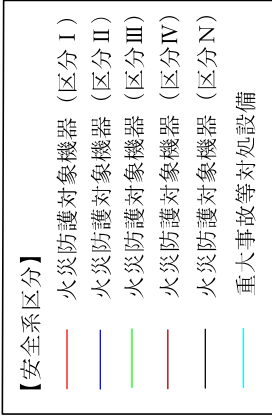 【安全系区分】
火災防護対象機器（区分Ⅰ）
火災防護対象機器（区分Ⅱ）
火災防護対象機器（区分Ⅲ）
火災防護対象機器（区分Ⅳ）
火災防護対象機器（区分N）
重大事故等対処設備